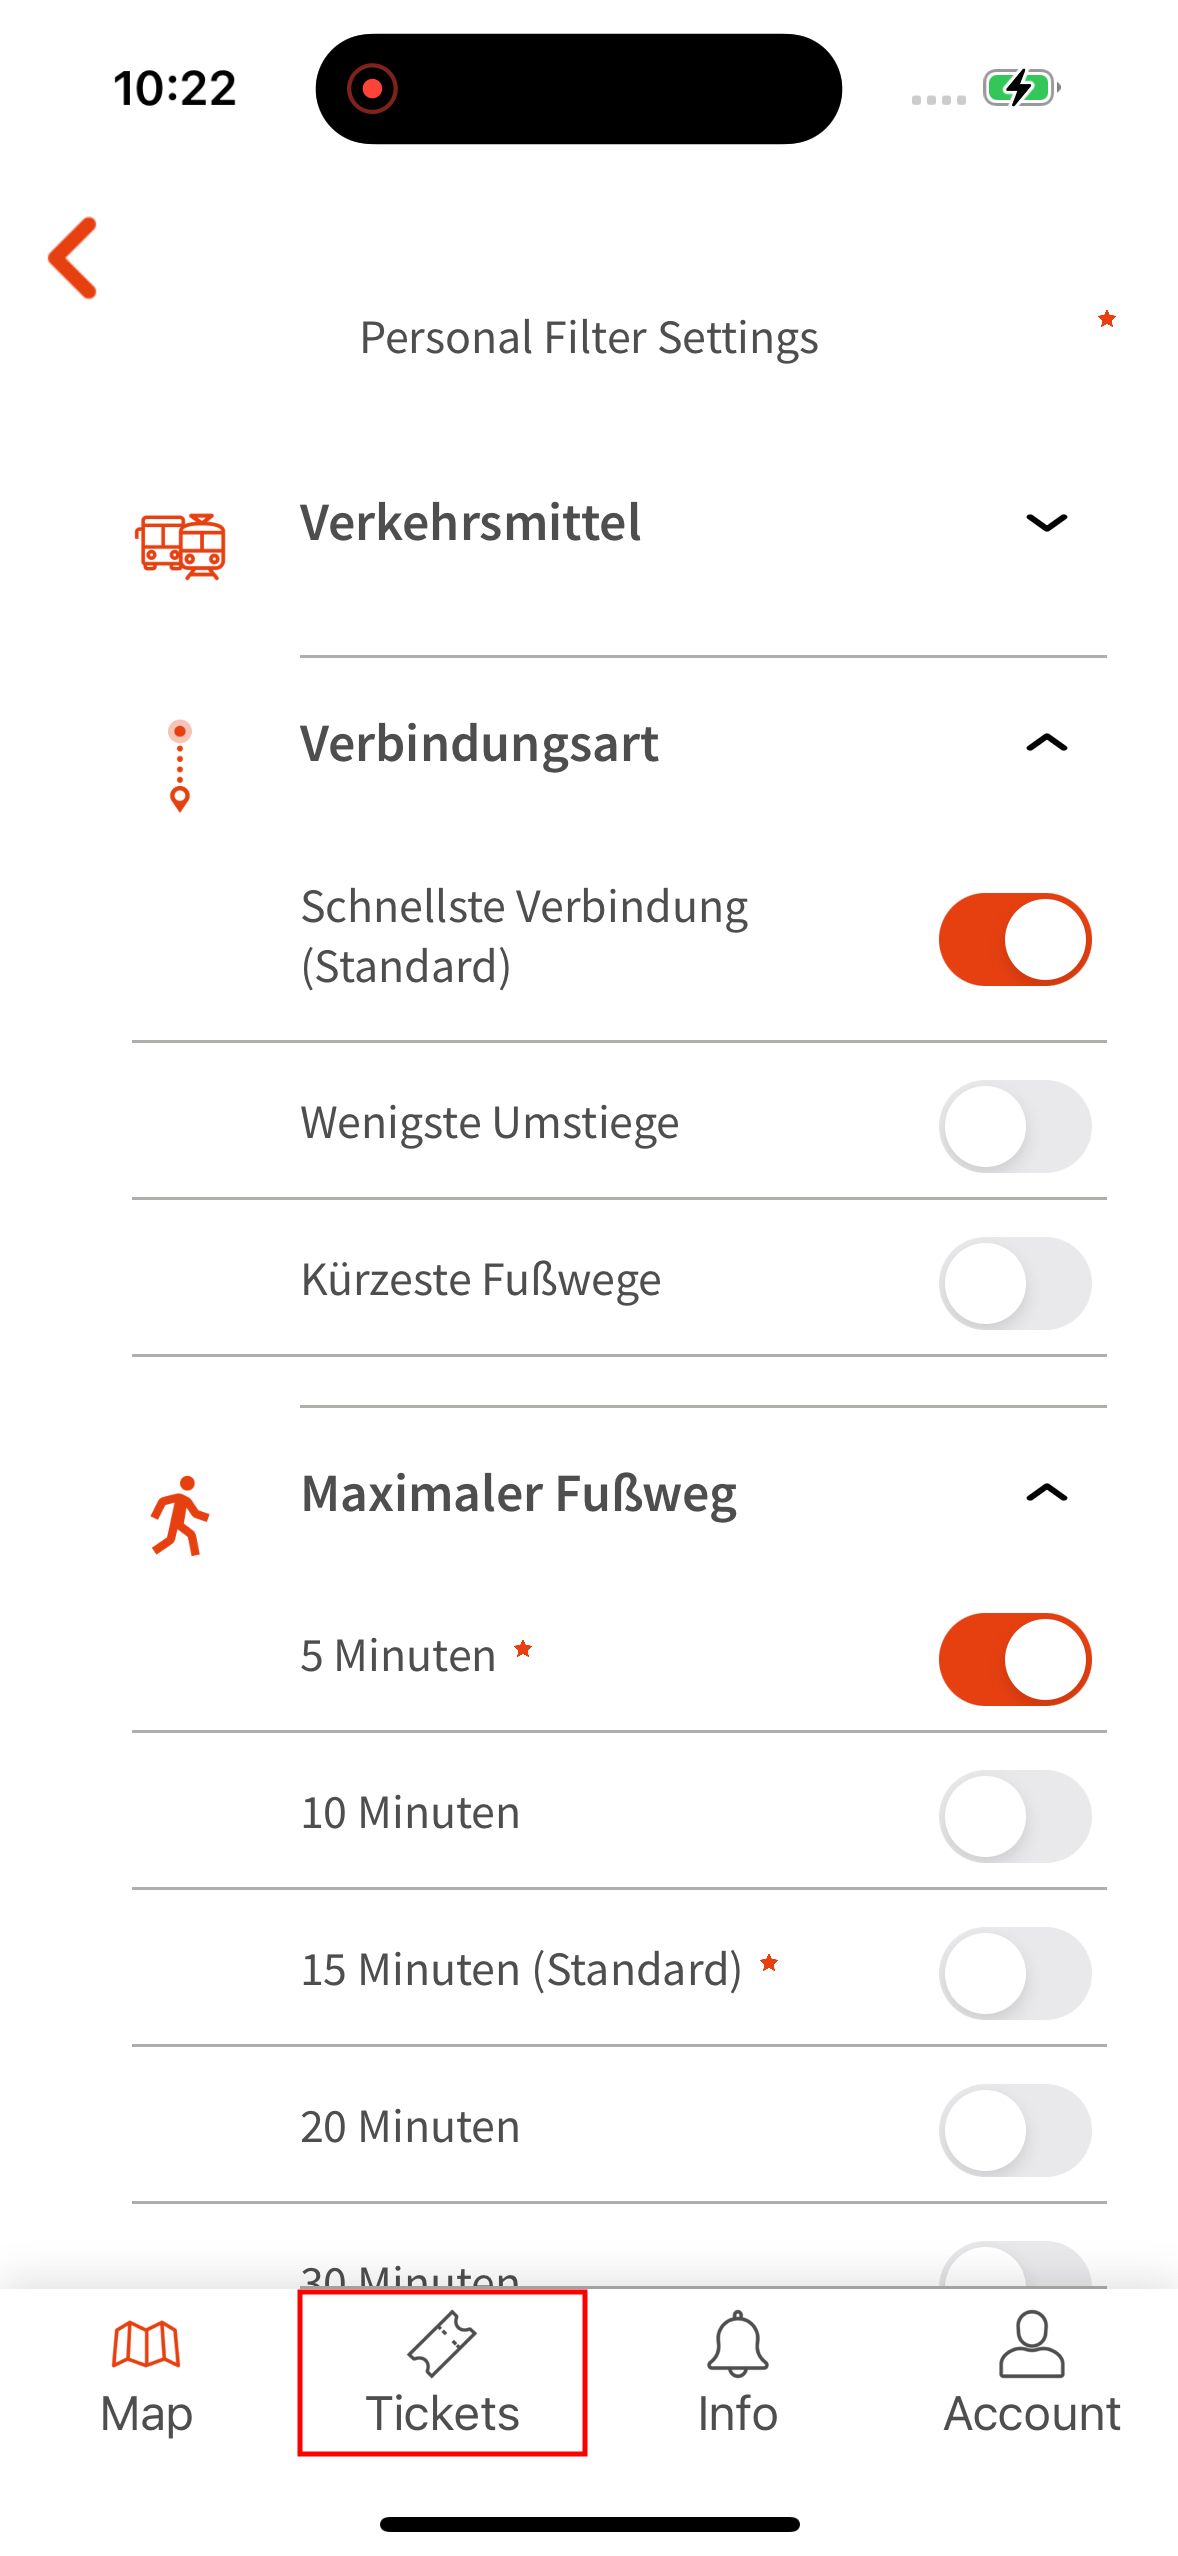 10:22
Personal Filter Settings
Verkehrsmittel
Verbindungsart
Schnellste Verbindung
(Standard)
Wenigste Umstiege
Kürzeste Fußwege
Maximaler Fußweg
5 Minuten
10 Minuten
15 Minuten (Standard)
20 Minuten
30 Minuten
Map
Tickets
Info
Account